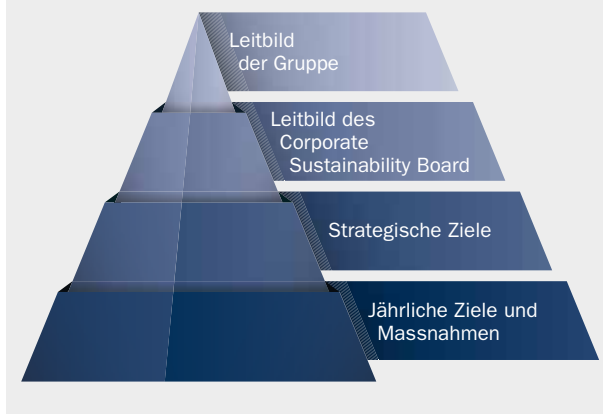 Leitbild
der Gruppe
Leitbild des
Corporate
Sustainability Board
Strategische Ziele
Jährliche Ziele und
Massnahmen